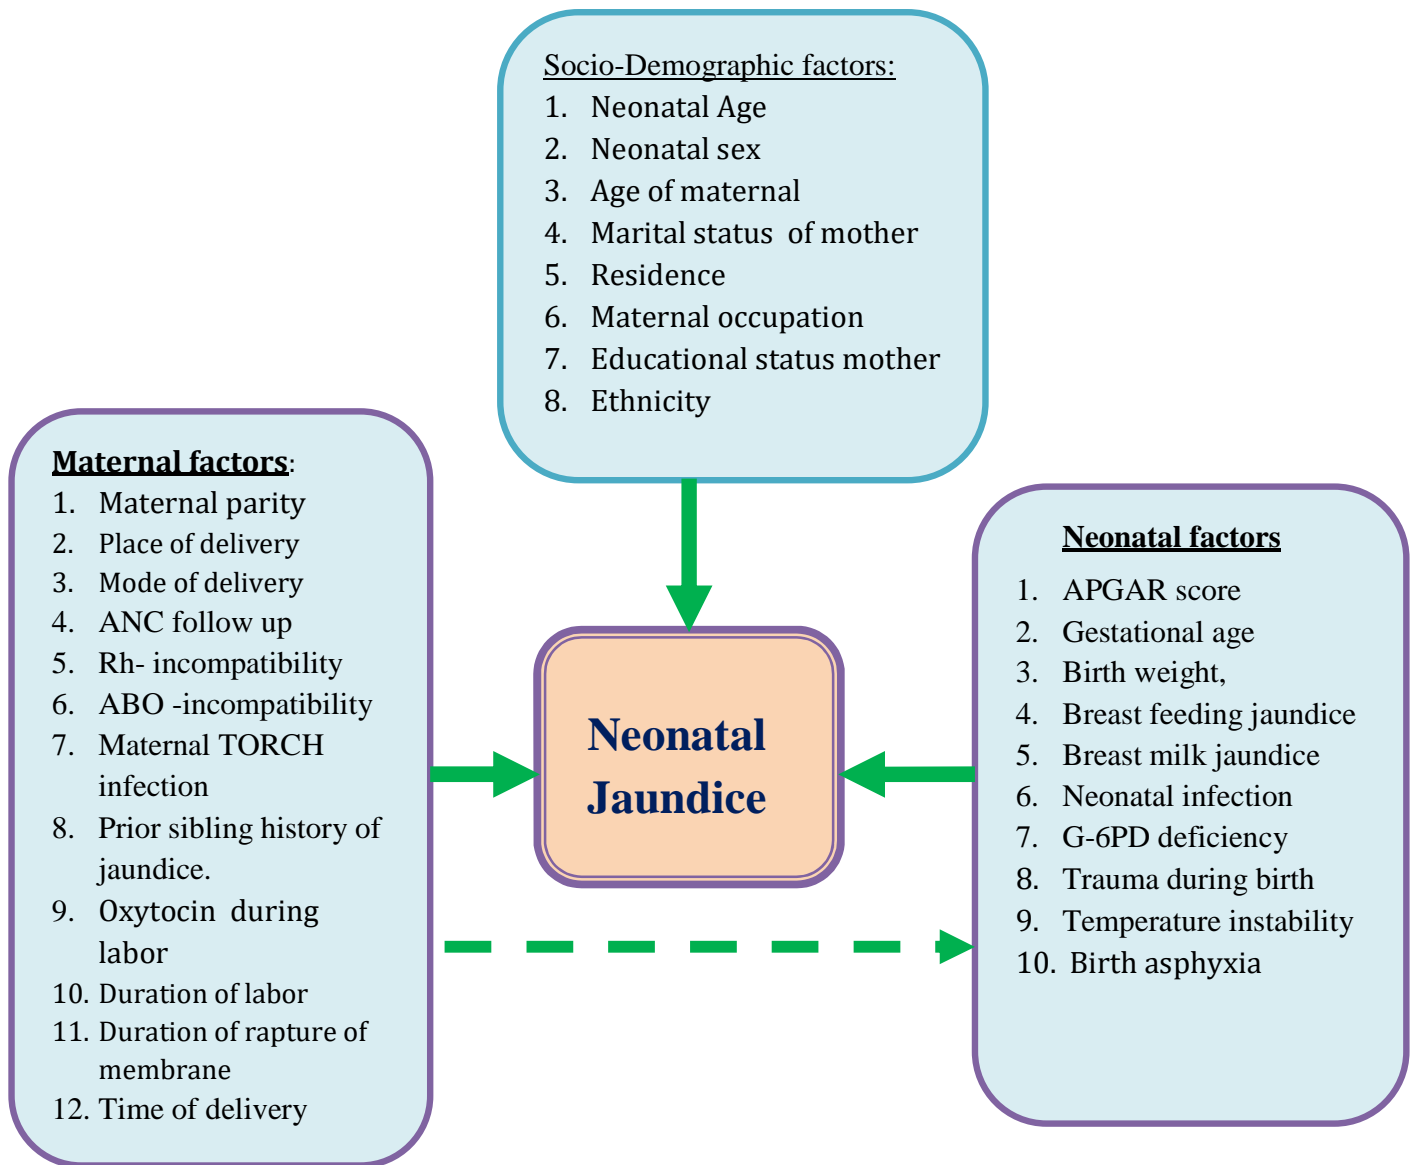 Socio-Demographic factors:
1. Neonatal Age
2. Neonatal sex
3. Age of maternal
4. Marital status of mother
5. Residence
6. Maternal occupation
7. Educational status mother
8. Ethnicity
Maternal factors:
1. Maternal parity
2. Place of delivery
3. Mode of delivery
4. ANC follow up
5. Rh- incompatibility
6. ABO -incompatibility
7. Maternal TORCH
infection
8. Prior sibling history of
jaundice.
9. Oxytocin during
labor
10. Duration of labor
11. Duration of rapture of
membrane
12. Time of delivery
Neonatal
Jaundice
Neonatal factors
1. APGAR score
2. Gestational age
3. Birth weight,
4. Breast feeding jaundice
5. Breast milk jaundice
6. Neonatal infection
7. G-6PD deficiency
8. Trauma during birth
9. Temperature instability
10. Birth asphyxia